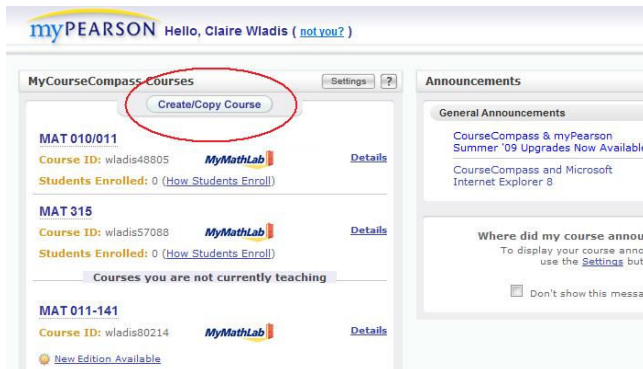 myPEARSON Hello, Claire Wladis ( not you? )
MyCourseCompass Courses
Settings ?
Create/Copy Course
MAT 010/011
Course ID: wladis48805 MyMathLab Details
Students Enrolled: 0 (How Students Enroll)
MAT 315
Course ID: wladis57088 MyMathLab Details
Students Enrolled: 0 (How Students Enroll)
Courses you are not currently teaching
MAT 011-141
Course ID: wladis80214 MyMathLab Details
New Edition Available
Announcements
General Announcements
CourseCompass & myPearson
Summer '09 Upgrades Now Available
CourseCompass and Microsoft
Internet Explorer 8
Where did my course annou
To display your course anno
use the Settings but
Don't show this messa